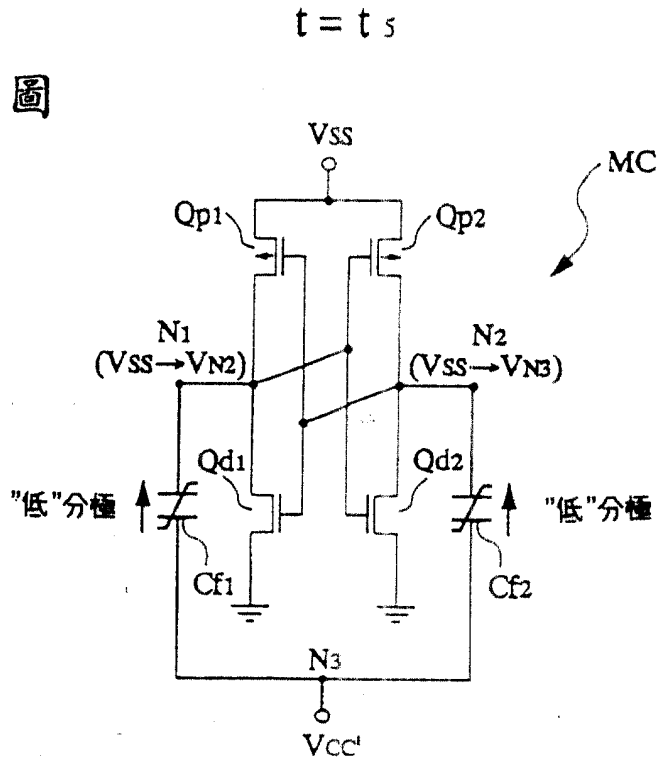 t = t 5
圖
VSS
MC
Qp1
Qp2
N1
(VSS→VN2)
N2
(VSS→VN3)
Qd1
Qd2
"低"分極
"低"分極
Cf1
Cf2
N3
VCC'